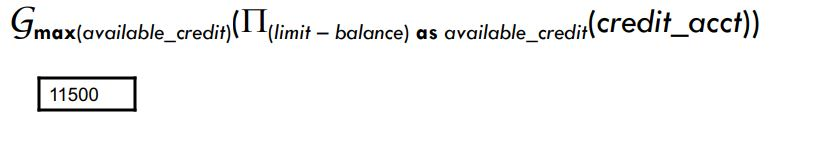 𝒢max(available_credit)(Π(limit – balance) as available_credit(credit_acct))
11500